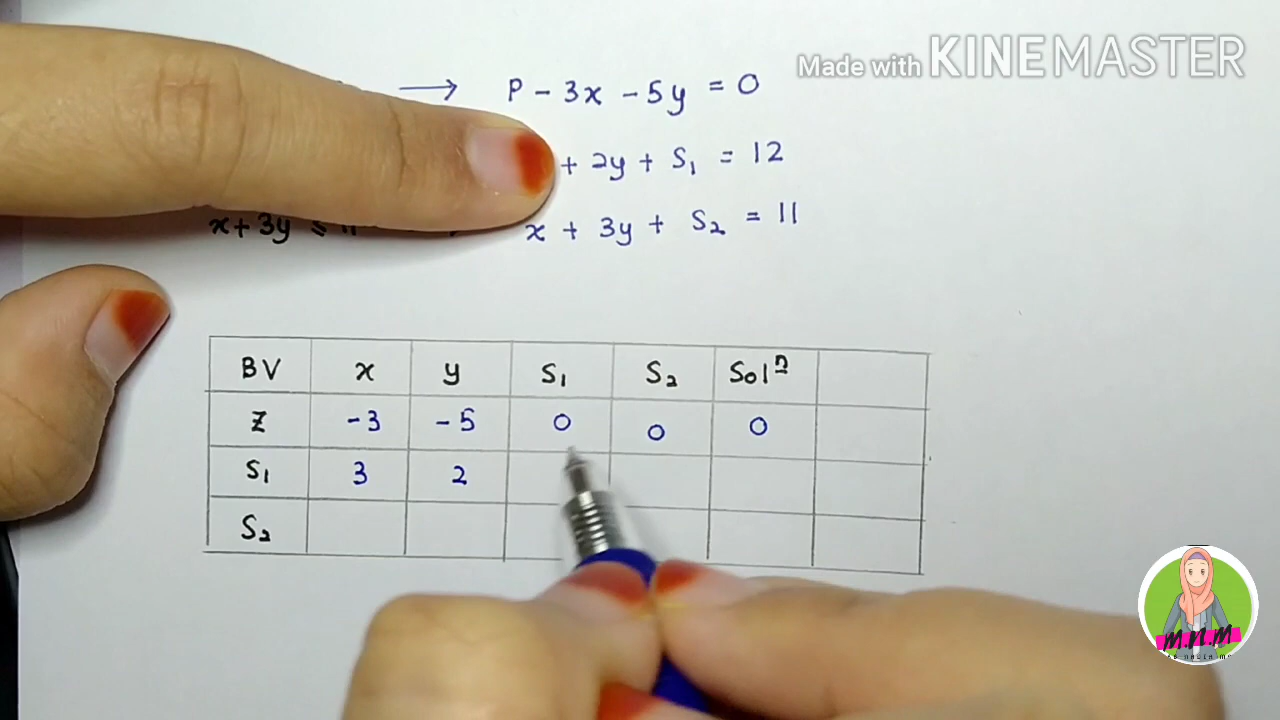 Made with KINEMASTER
→ P - 3x - 5y = 0
+ 2y + S₁ = 12
x + 3y ≤ 11 x + 3y + S₂ = 11
BV x y S₁ S₂ Solⁿ
Z -3 -5 0 0 0
S₁ 3 2
S₂
M.N.M